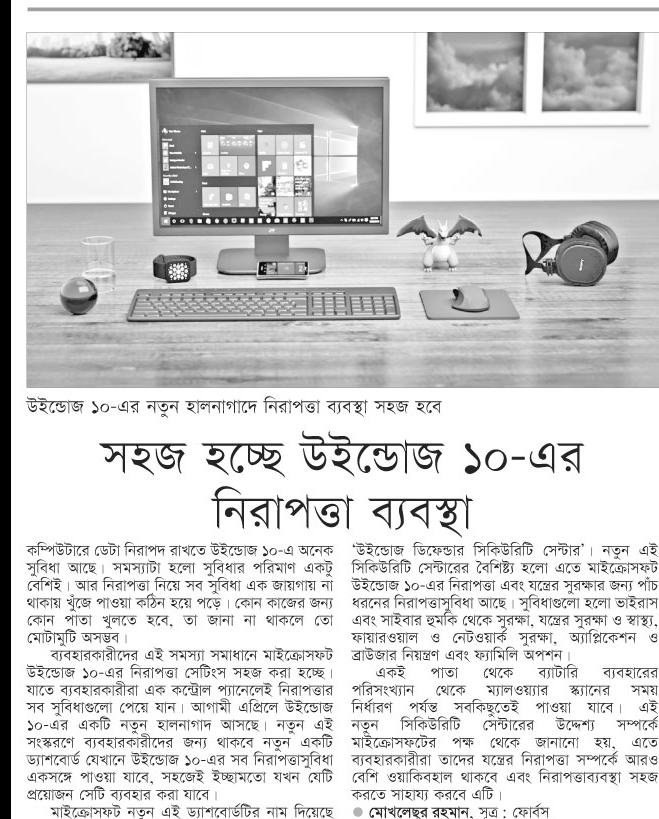 উইন্ডোজ ১০-এর নতুন হালনাগাদে নিরাপত্তা ব্যবস্থা সহজ হবে
সহজ হচ্ছে উইন্ডোজ ১০-এর
নিরাপত্তা ব্যবস্থা
কম্পিউটারে ডেটা নিরাপদ রাখতে উইন্ডোজ ১০-এ অনেক
সুবিধা আছে। সমস্যাটা হলো সুবিধার পরিমাণ একটু
বেশিই। আর নিরাপত্তা নিয়ে সব সুবিধা এক জায়গায় না
থাকায় খুঁজে পাওয়া কঠিন হয়ে পড়ে। কোন কাজের জন্য
কোন পাতা খুলতে হবে, তা জানা না থাকলে তো
মোটামুটি অসম্ভব।
ব্যবহারকারীদের এই সমস্যা সমাধানে মাইক্রোসফট
উইন্ডোজ ১০-এর নিরাপত্তা সেটিংস সহজ করা হচ্ছে।
যাতে ব্যবহারকারীরা এক কন্ট্রোল প্যানেলেই নিরাপত্তার
সব সুবিধাগুলো পেয়ে যান। আগামী এপ্রিলে উইন্ডোজ
১০-এর একটি নতুন হালনাগাদ আসছে। নতুন এই
সংস্করণে ব্যবহারকারীদের জন্য থাকবে নতুন একটি
ড্যাশবোর্ড যেখানে উইন্ডোজ ১০-এর সব নিরাপত্তাসুবিধা
একসঙ্গে পাওয়া যাবে, সহজেই ইচ্ছামতো যখন যেটি
প্রয়োজন সেটি ব্যবহার করা যাবে।
মাইক্রোসফট নতুন এই ড্যাশবোর্ডটির নাম দিয়েছে
‘উইন্ডোজ ডিফেন্ডার সিকিউরিটি সেন্টার’। নতুন এই
সিকিউরিটি সেন্টারের বৈশিষ্ট্য হলো এতে মাইক্রোসফট
উইন্ডোজ ১০-এর নিরাপত্তা এবং যন্ত্রের সুরক্ষার জন্য পাঁচ
ধরনের নিরাপত্তাসুবিধা আছে। সুবিধাগুলো হলো ভাইরাস
এবং সাইবার হুমকি থেকে সুরক্ষা, যন্ত্রের সুরক্ষা ও স্বাস্থ্য,
ফায়ারওয়াল ও নেটওয়ার্ক সুরক্ষা, অ্যাপ্লিকেশন ও
ব্রাউজার নিয়ন্ত্রণ এবং ফ্যামিলি অপশন।
একই পাতা থেকে ব্যাটারি ব্যবহারের
পরিসংখ্যান থেকে ম্যালওয়্যার স্ক্যানের সময়
নির্ধারণ পর্যন্ত সবকিছুতেই পাওয়া যাবে। এই
নতুন সিকিউরিটি সেন্টারের উদ্দেশ্য সম্পর্কে
মাইক্রোসফটের পক্ষ থেকে জানানো হয়, এতে
ব্যবহারকারীরা তাদের যন্ত্রের নিরাপত্তা সম্পর্কে আরও
বেশি ওয়াকিবহাল থাকবে এবং নিরাপত্তাব্যবস্থা সহজ
করতে সাহায্য করবে এটি।
● মোখলেছুর রহমান, সূত্র : ফোর্বস